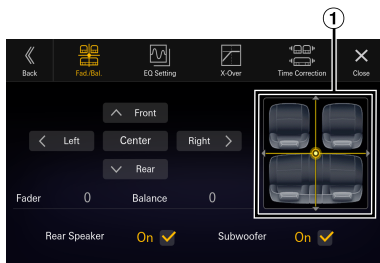 1
Back Fad./Bal. EQ Setting X-Over Time Correction Close
Front
Left Center Right
Rear
Fader 0 Balance 0
Rear Speaker On Subwoofer On